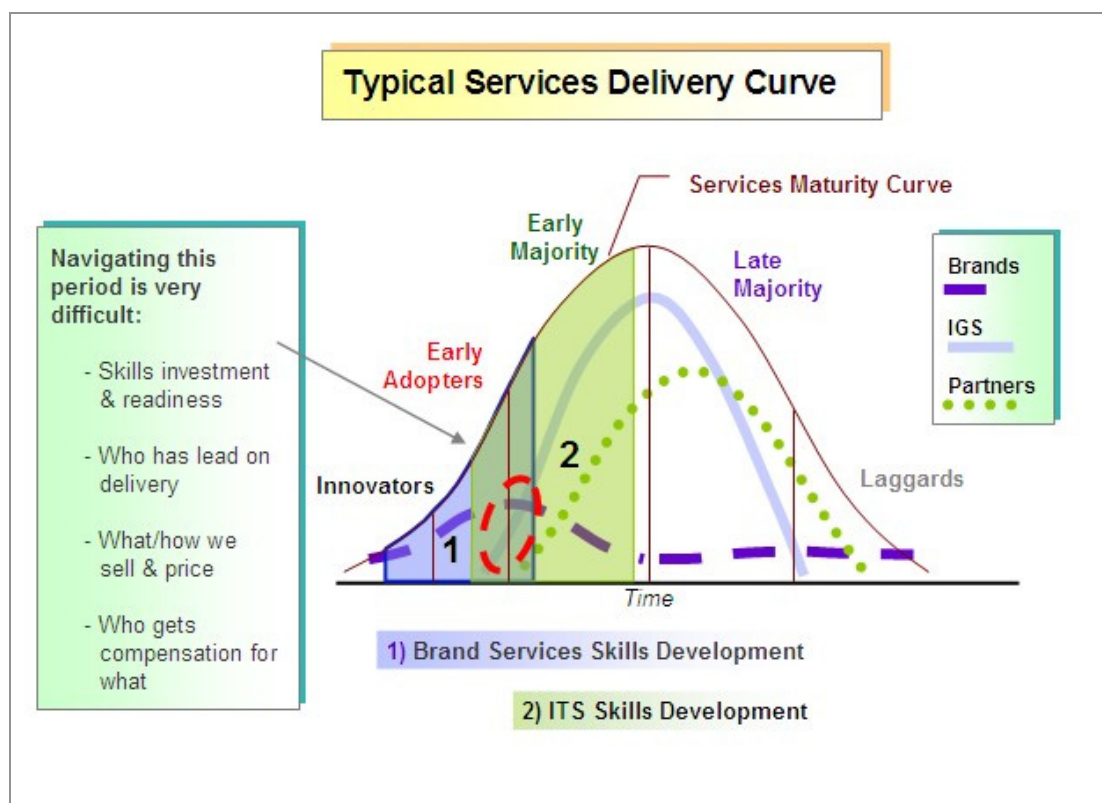 Typical Services Delivery Curve
Services Maturity Curve
Early
Majority
Late
Majority
Navigating this
period is very
difficult:
- Skills investment
& readiness
- Who has lead on
delivery
- What/how we
sell & price
- Who gets
compensation for
what
Early
Adopters
Innovators
1
2
Laggards
Brands
IGS
Partners
Time
1) Brand Services Skills Development
2) ITS Skills Development